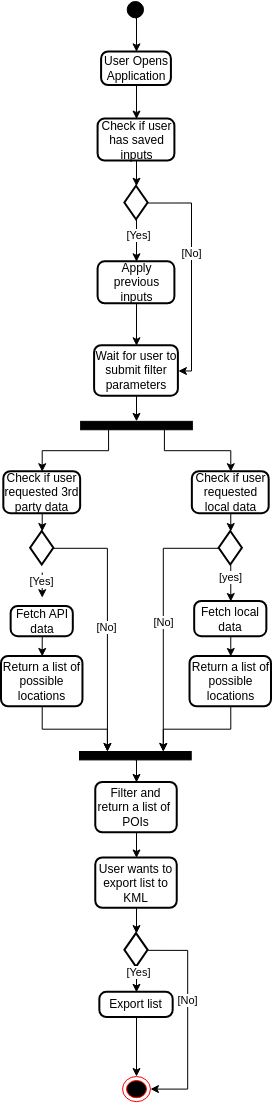 User Opens
Application
Check if user
has saved
inputs
[Yes]
[No]
Apply
previous
inputs
Wait for user to
submit filter
parameters
Check if user
requested 3rd
party data
Check if user
requested
local data
[Yes]
[yes]
Fetch API
data
Fetch local
data
[No]
[No]
Return a list of
possible
locations
Return a list of
possible
locations
Filter and
return a list of
POIs
User wants to
export list to
KML
[Yes]
[No]
Export list